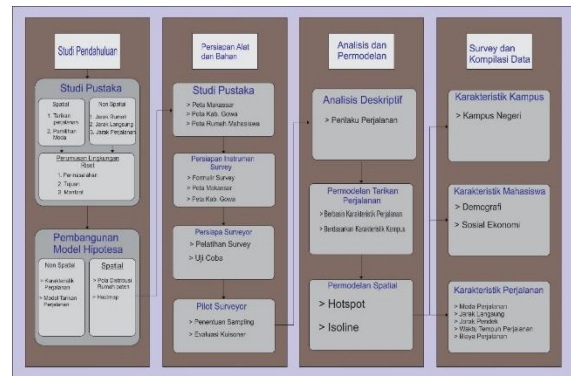 Studi Pendahuluan
Studi Pustaka
Spatial
1. Tarikan
perjalanan
2. Pemilihan
Moda
Non Spatial
1. Jarak Rumah
2. Jarak Langsung
3. Jarak Perjalanan
Perumusan Lingkungan
Riset
1. Permasalahan
2. Tujuan
3. Manfaat
Pembangunan
Model Hipotesa
Non Spatial
> Karakteristik
Perjalanan
> Model Tarikan
Perjalanan
Spatial
> Pola Distribusi
> Heatmap
Persiapan Alat
dan Bahan
Studi Pustaka
> Peta Makassar
> Peta Kab. Gowa
> Peta Rumah Mahasiswa
Persiapan Instrumen
Survey
> Formulir Survey
> Peta Makassar
> Peta Kab. Gowa
Persiapa Surveyor
> Pelatihan Survey
> Uji Coba
Pilot Surveyor
> Penentuan Sampling
> Evaluasi Kuisoner
Analisis dan
Permodelan
Analisis Deskriptif
> Perilaku Perjalanan
Permodelan Tarikan
Perjalanan
> Berbasis Karakteristik Perjalanan
> Berdasarkan Karakteristik Kampus
Permodelan Spatial
> Hotspot
> Isoline
Survey dan
Kompilasi Data
Karakteristik Kampus
> Kampus Negeri
Karakteristik Mahasiswa
> Demografi
> Sosial Ekonomi
Karakteristik Perjalanan
> Moda Perjalanan
> Jarak Langsung
> Jarak Pendek
> Waktu Tempuh Perjalanan
> Biaya Perjalanan